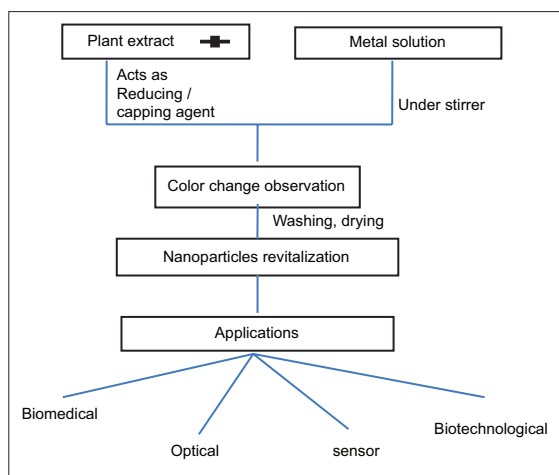 Plant extract
Metal solution
Acts as
Reducing /
capping agent
Under stirrer
Color change observation
Washing, drying
Nanoparticles revitalization
Applications
Biomedical
Optical
sensor
Biotechnological